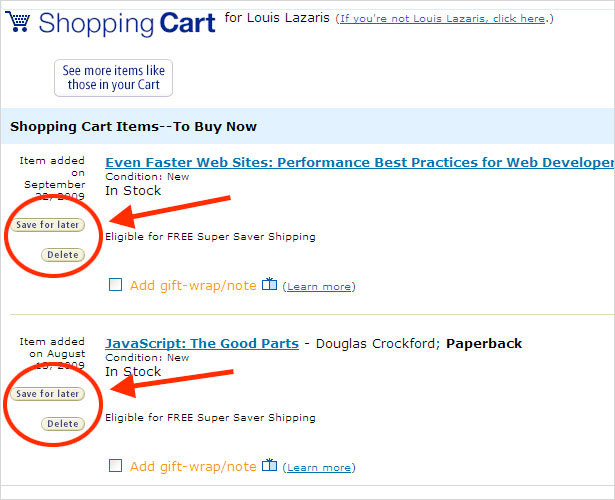 Shopping Cart for Louis Lazaris (If you're not Louis Lazaris, click here.)
See more items like
those in your Cart
Shopping Cart Items--To Buy Now
Item added
on
September
22, 2009
Save for later
Delete
Even Faster Web Sites: Performance Best Practices for Web Developer
Condition: New
In Stock
Eligible for FREE Super Saver Shipping
Add gift-wrap/note (Learn more)
Item added
on August
15, 2009
Save for later
Delete
JavaScript: The Good Parts - Douglas Crockford; Paperback
Condition: New
In Stock
Eligible for FREE Super Saver Shipping
Add gift-wrap/note (Learn more)